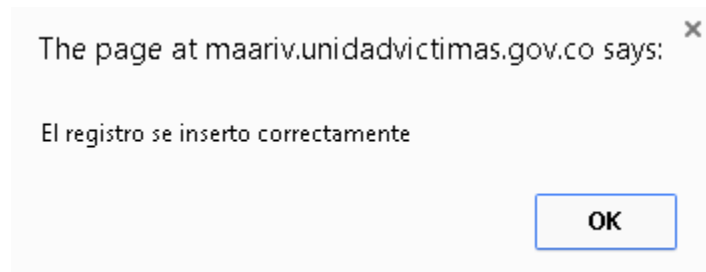 The page at maariv.unidadvictimas.gov.co says:
El registro se inserto correctamente
OK